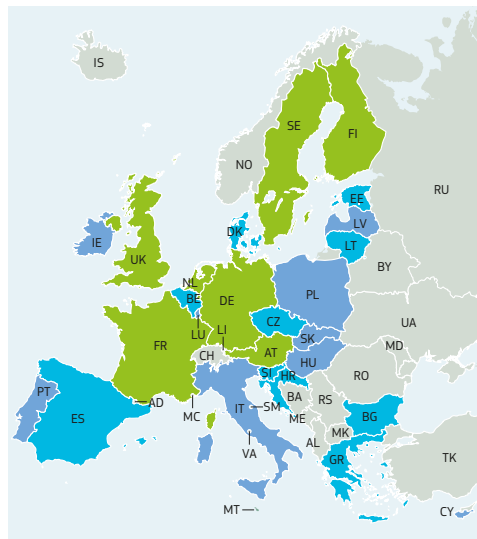 IS
SE
FI
NO
RU
EE
LV
DK
LT
IE
UK
BY
NL
BE
DE
PL
LU
LI
CZ
UA
SK
MD
FR
CH
AT
HU
RO
SI
HR
PT
AD
MC
IT
SM
BA
RS
ES
ME
BG
VA
AL
MK
GR
TK
MT
CY